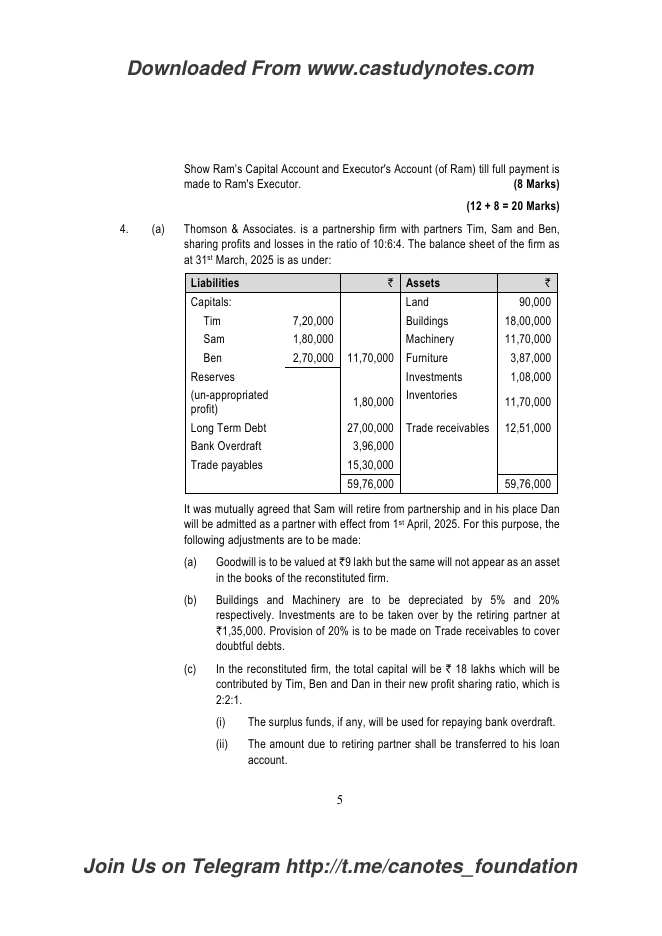 Downloaded From www.castudynotes.com
Show Ram's Capital Account and Executor's Account (of Ram) till full payment is
made to Ram's Executor. (8 Marks)
(12 + 8 = 20 Marks)
4. (a) Thomson & Associates. is a partnership firm with partners Tim, Sam and Ben,
sharing profits and losses in the ratio of 10:6:4. The balance sheet of the firm as
at 31st March, 2025 is as under:
Liabilities ₹ Assets ₹
Capitals: Land 90,000
Tim 7,20,000 Buildings 18,00,000
Sam 1,80,000 Machinery 11,70,000
Ben 2,70,000 11,70,000 Furniture 3,87,000
Reserves Investments 1,08,000
(un-appropriated Inventories
profit) 1,80,000 11,70,000
Long Term Debt 27,00,000 Trade receivables 12,51,000
Bank Overdraft 3,96,000
Trade payables 15,30,000
59,76,000 59,76,000
It was mutually agreed that Sam will retire from partnership and in his place Dan
will be admitted as a partner with effect from 1st April, 2025. For this purpose, the
following adjustments are to be made:
(a) Goodwill is to be valued at ₹9 lakh but the same will not appear as an asset
in the books of the reconstituted firm.
(b) Buildings and Machinery are to be depreciated by 5% and 20%
respectively. Investments are to be taken over by the retiring partner at
₹1,35,000. Provision of 20% is to be made on Trade receivables to cover
doubtful debts.
(c) In the reconstituted firm, the total capital will be ₹ 18 lakhs which will be
contributed by Tim, Ben and Dan in their new profit sharing ratio, which is
2:2:1.
(i) The surplus funds, if any, will be used for repaying bank overdraft.
(ii) The amount due to retiring partner shall be transferred to his loan
account.
5
Join Us on Telegram http://t.me/canotes_foundation